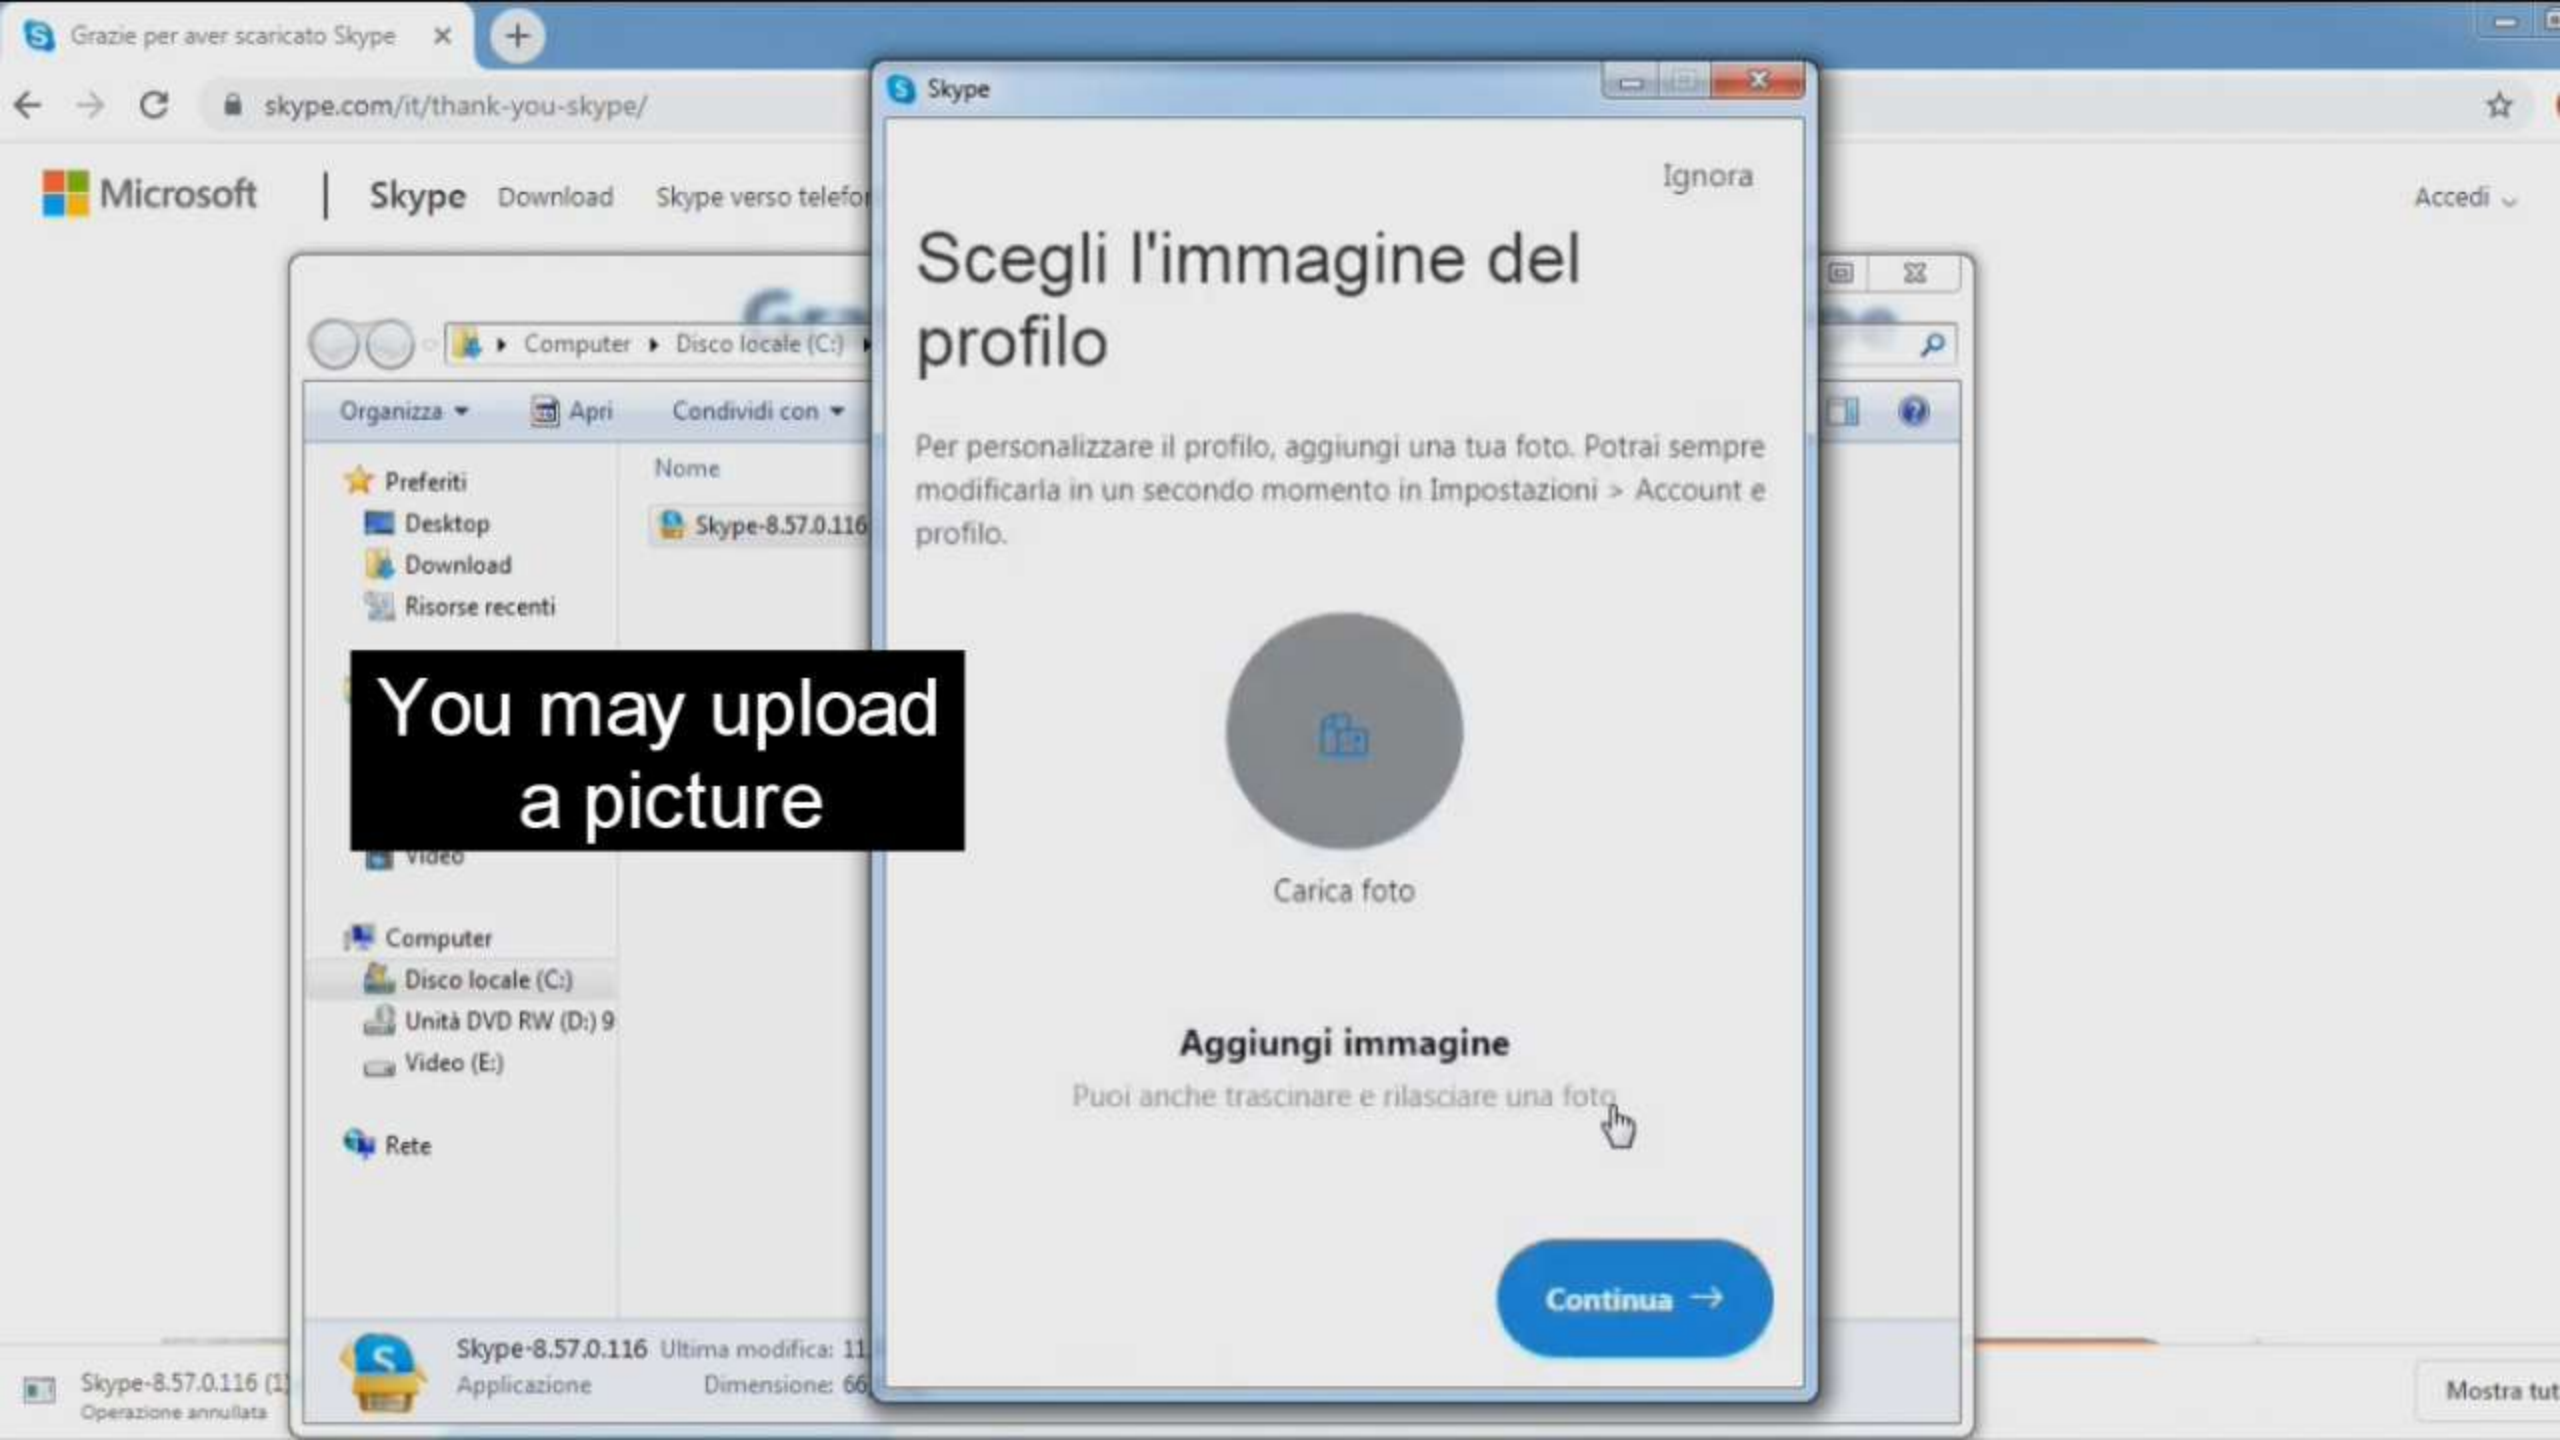 Grazie per aver scaricato Skype
skype.com/it/thank-you-skype/
Microsoft
Skype
Download
Skype verso
Accedi
Computer
Disco locale (C:)
Organizza
Apri
Condividi con
Nome
Preferiti
Desktop
Download
Risorse recenti
Skype-8.57.0.116
You may upload
a picture
Video
Computer
Disco locale (C:)
Unità DVD RW (D:) 9
Video (E:)
Rete
Skype-8.57.0.116 Ultima modifica: 11
Applicazione Dimensione: 66
Skype
Ignora
Scegli l'immagine del
profilo
Per personalizzare il profilo, aggiungi una tua foto. Potrai sempre
modificarla in un secondo momento in Impostazioni > Account e
profilo.
Carica foto
Aggiungi immagine
Puoi anche trascinare e rilasciare una foto
Continua
Skype-8.57.0.116 (1)
Operazione annullata
Mostra